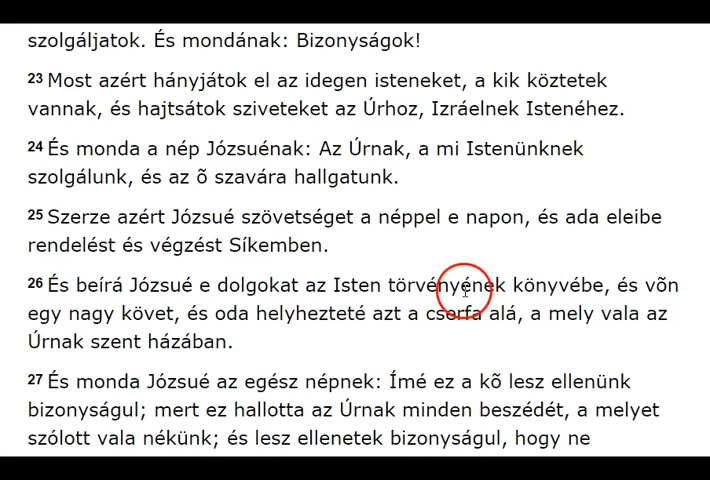 szolgáljatok. És mondának: Bizonyságok!
23 Most azért hányjátok el az idegen isteneket, a kik köztetek
vannak, és hajtsátok sziveteket az Úrhoz, Izráelnek Istenéhez.
24 És monda a nép Józsuénak: Az Úrnak, a mi Istenünknek
szolgálunk, és az õ szavára hallgatunk.
25 Szerze azért Józsué szövetséget a néppel e napon, és ada eleibe
rendelést és végzést Síkemben.
26 És beírá Józsué e dolgokat az Isten törvényének könyvébe, és võn
egy nagy követ, és oda helyhezteté azt a cserfa alá, a mely vala az
Úrnak szent házában.
27 És monda Józsué az egész népnek: Ímé ez a kõ lesz ellenünk
bizonyságul; mert ez hallotta az Úrnak minden beszédét, a melyet
szólott vala nékünk; és lesz ellenetek bizonyságul, hogy ne